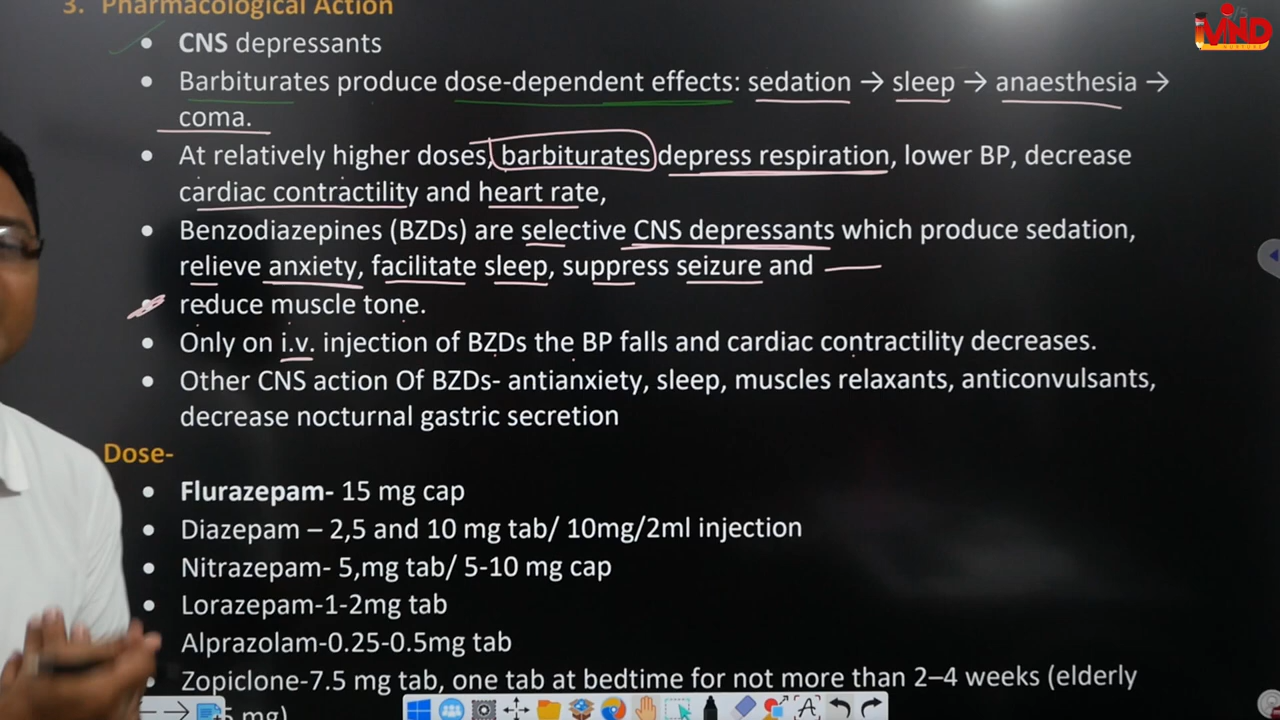 3. Pharmacological Action
• CNS depressants
• Barbiturates produce dose-dependent effects: sedation → sleep → anaesthesia →
coma.
• At relatively higher doses, barbiturates depress respiration, lower BP, decrease
cardiac contractility and heart rate,
• Benzodiazepines (BZDs) are selective CNS depressants which produce sedation,
relieve anxiety, facilitate sleep, suppress seizure and
reduce muscle tone.
• Only on i.v. injection of BZDs the BP falls and cardiac contractility decreases.
• Other CNS action Of BZDs- antianxiety, sleep, muscles relaxants, anticonvulsants,
decrease nocturnal gastric secretion
Dose-
• Flurazepam- 15 mg cap
• Diazepam – 2,5 and 10 mg tab/ 10mg/2ml injection
• Nitrazepam- 5,mg tab/ 5-10 mg cap
• Lorazepam-1-2mg tab
Alprazolam-0.25-0.5mg tab
• Zopiclone-7.5 mg tab, one tab at bedtime for not more than 2–4 weeks (elderly
5 mg)
/5
VND